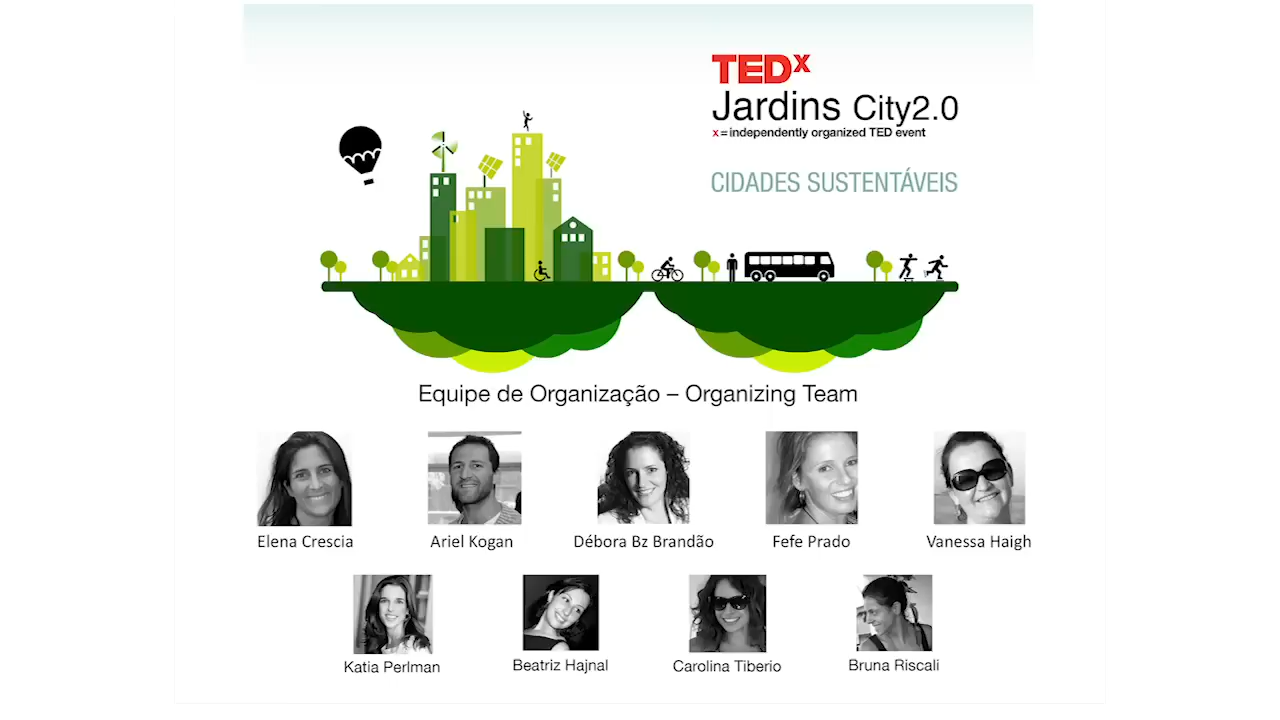 TEDx
Jardins City2.0
x = independently organized TED event
CIDADES SUSTENTÁVEIS
Equipe de Organização – Organizing Team
Elena Crescia
Ariel Kogan
Débora Bz Brandão
Fefe Prado
Vanessa Haigh
Katia Perlman
Beatriz Hajnal
Carolina Tiberio
Bruna Riscali